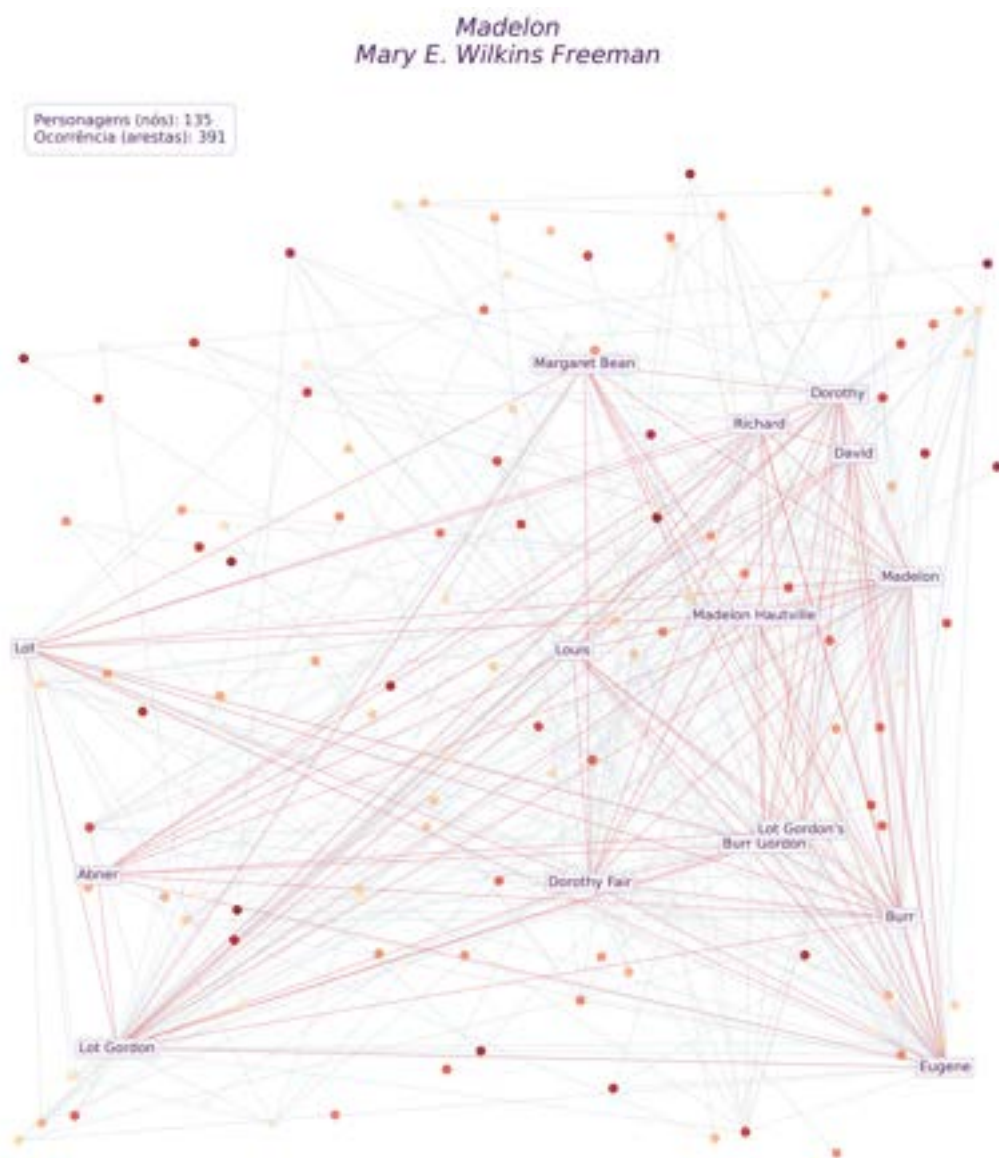 Madelon
Mary E. Wilkins Freeman
Personagens (nós): 135
Ocorrência (arestas): 391
Margaret Bean
Dorothy
Richard
David
Madelon
Madelon Hautville
Lot
Louis
Lot Gordon's
Burr Gordon
Abner
Dorothy Fair
Burr
Lot Gordon
Eugene